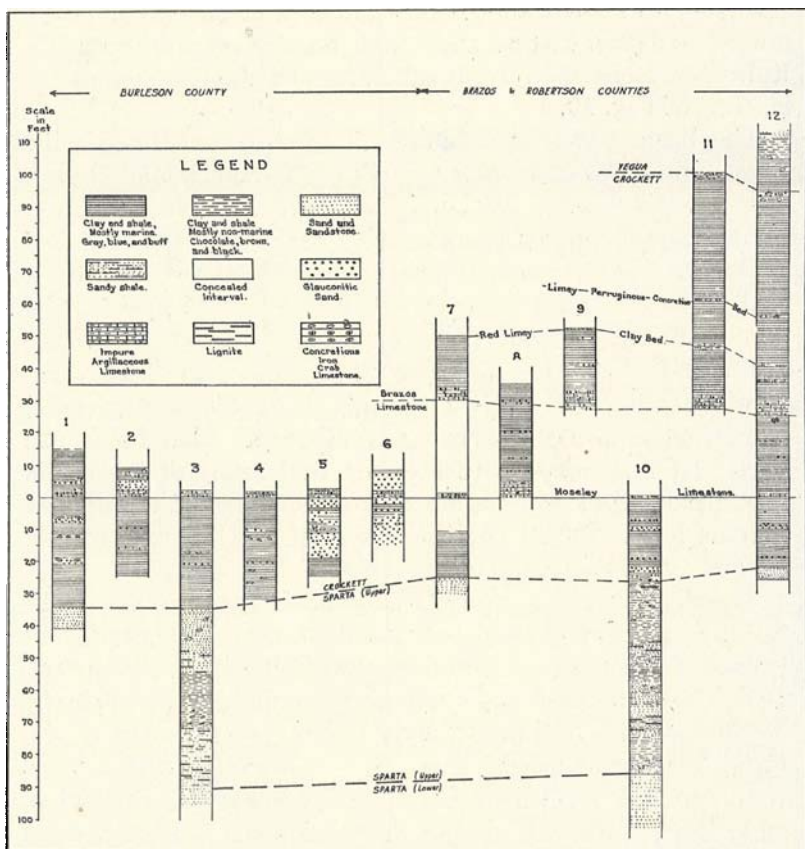 BURLESON COUNTY
BRAZOS & ROBERTSON COUNTIES
Scale
in
Feet
110
100
90
80
70
60
50
40
30
20
10
0
10
20
30
40
50
60
70
80
90
100
LEGEND
Clay and shale,
Mostly marine.
Gray, blue, and buff
Clay and shale
Mostly non-marine
Chocolate, brown,
and black.
Sand and
Sandstone.
Sandy shale.
Concealed
Interval.
Glauconitic
Sand.
Impure
Argillaceous
Limestone
Lignite
Concretions
Iron
Crab
Limestone.
1
2
3
4
5
6
7
8
9
10
11
12
YEGUA
CROCKETT
Limey-Ferruginous-Concretion Bed
Red Limey Clay Bed
Brazos
Limestone
Moseley Limestone.
CROCKETT
SPARTA (Upper)
SPARTA (Upper)
SPARTA (Lower)